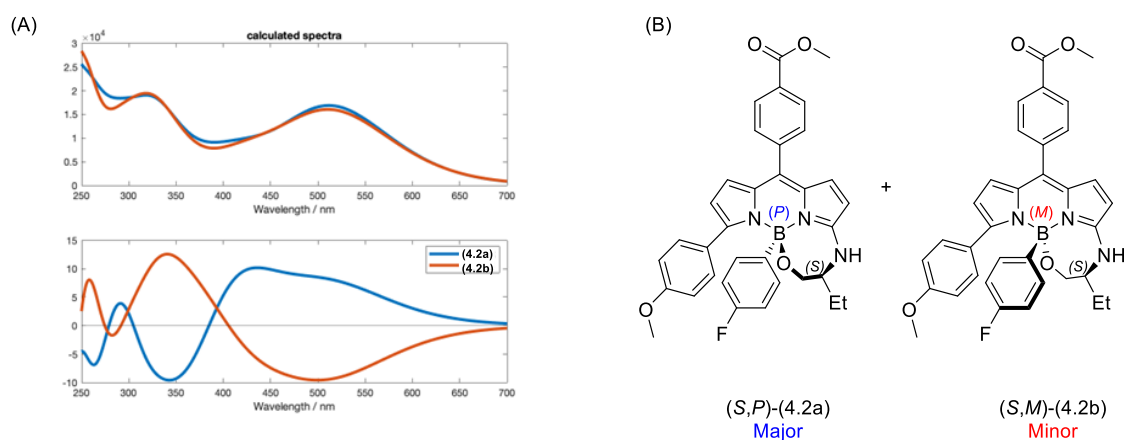 (A)
calculated spectra
3 ×10⁴
2.5
2
1.5
1
0.5
0
250 300 350 400 450 500 550 600 650 700
Wavelength / nm
15
10
5
0
-5
-10
(4.2a)
(4.2b)
250 300 350 400 450 500 550 600 650 700
Wavelength / nm
(B)
O O
N (P) N
B
O (S) NH
Et
O
F
(S,P)-(4.2a)
Major
+
O O
N (M) N
B
O (S) NH
Et
O
F
(S,M)-(4.2b)
Minor